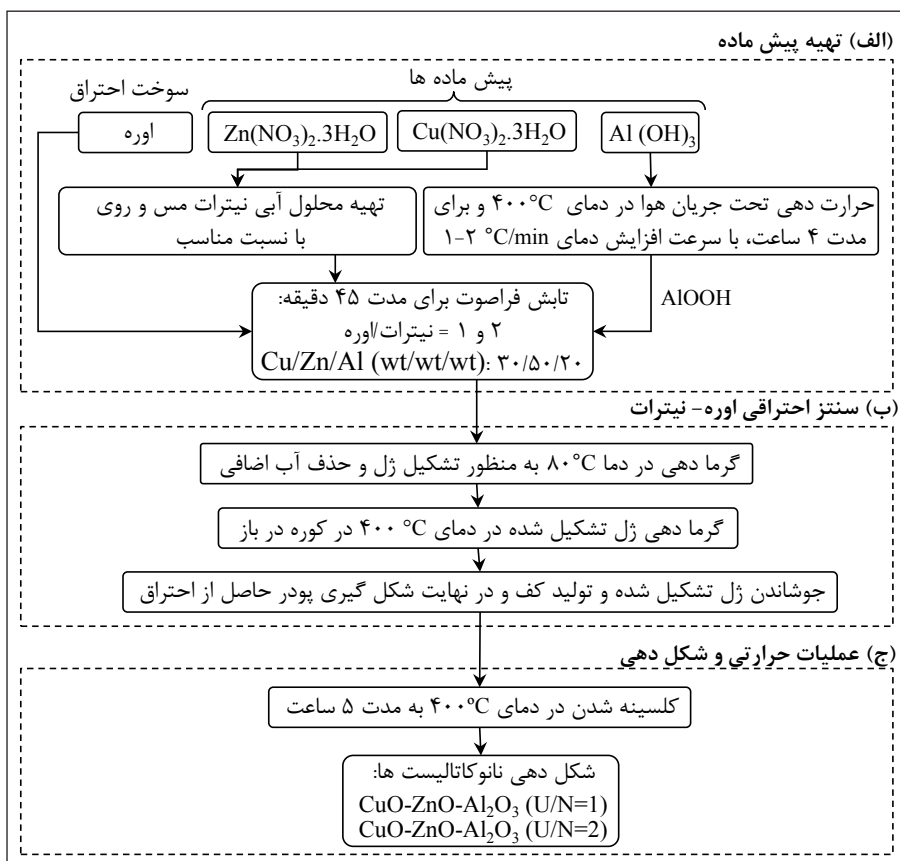 (الف) تهیه پیش ماده
پیش ماده ها
سوخت احتراق
Al (OH)₃
Cu(NO₃)₂.3H₂O
Zn(NO₃)₂.3H₂O
اوره
حرارت دهی تحت جریان هوا در دمای ۴۰۰°C و برای
مدت ۴ ساعت، با سرعت افزایش دمای ۱-۲ °C/min
تهیه محلول آبی نیترات مس و روی
با نسبت مناسب
AlOOH
تابش فراصوت برای مدت ۴۵ دقیقه:
۲ و ۱ = نیترات/اوره
Cu/Zn/Al (wt/wt/wt): ۳۰/۵۰/۲۰
(ب) سنتز احتراقی اوره- نیترات
گرما دهی در دما ۸۰°C به منظور تشکیل ژل و حذف آب اضافی
گرما دهی ژل تشکیل شده در دمای ۴۰۰ °C در کوره در باز
جوشاندن ژل تشکیل شده و تولید کف و در نهایت شکل گیری پودر حاصل از احتراق
(ج) عملیات حرارتی و شکل دهی
کلسینه شدن در دمای ۴۰۰°C به مدت ۵ ساعت
شکل دهی نانوکاتالیست ها:
CuO-ZnO-Al₂O₃ (U/N=1)
CuO-ZnO-Al₂O₃ (U/N=2)